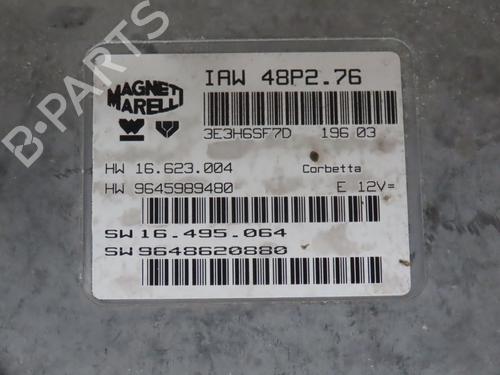 MAGNETI
MARELLI
IAW 48P2.76
3E3H6SF7D 196 03
HW 16.623.004 Corbetta
HW 9645989480 E 12V=
SW 16.495.064
SW 9648620880
B-PARTS